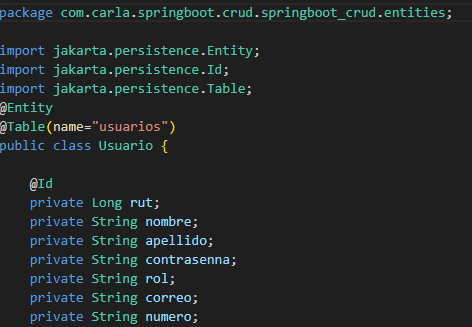 package com.carla.springboot.crud.springboot_crud.entities;
import jakarta.persistence.Entity;
import jakarta.persistence.Id;
import jakarta.persistence.Table;
@Entity
@Table(name="usuarios")
public class Usuario {
@Id
private Long rut;
private String nombre;
private String apellido;
private String contrasenna;
private String rol;
private String correo;
private String numero;